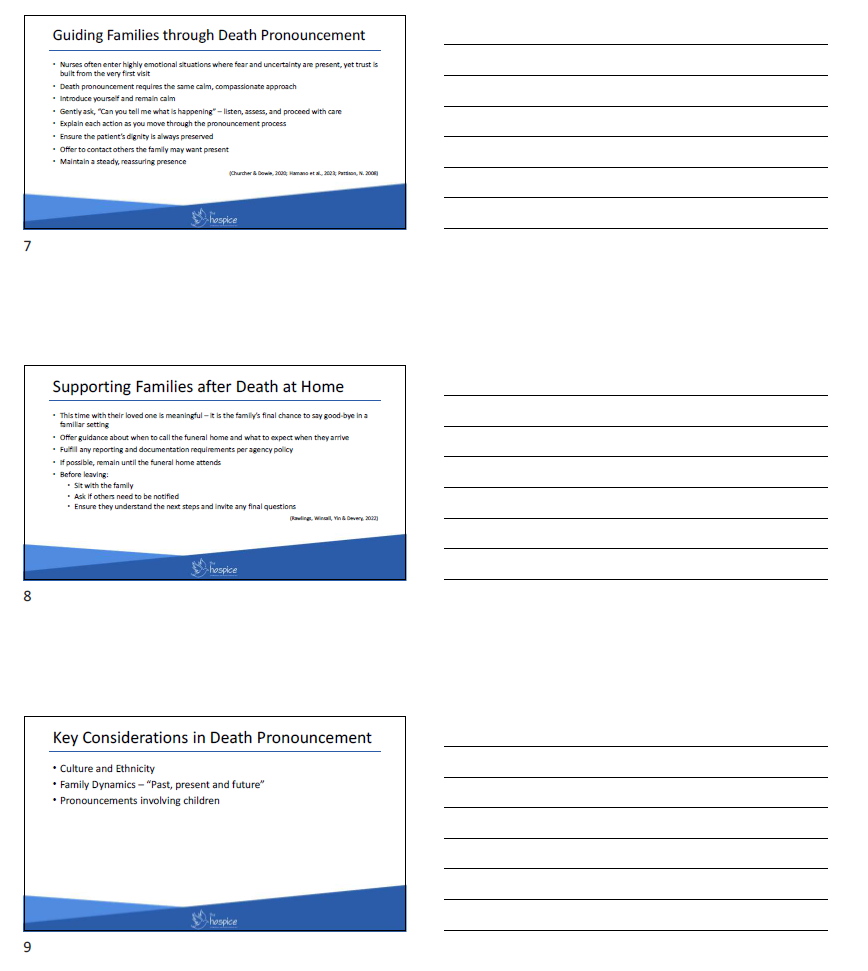 Guiding Families through Death Pronouncement
• Nurses often enter highly emotional situations where fear and uncertainty are present, yet trust is
built from the very first visit
• Death pronouncement requires the same calm, compassionate approach
• Introduce yourself and remain calm
• Gently ask, “Can you tell me what is happening” – listen, assess, and proceed with care
• Explain each action as you move through the pronouncement process
• Ensure the patient’s dignity is always preserved
• Offer to contact others the family may want present
• Maintain a steady, reassuring presence
(Churcher & Dowle, 2020; Hamano et al., 2023; Pattison, N. 2008)
hospice
7
Supporting Families after Death at Home
• This time with their loved one is meaningful – it is the family’s final chance to say good-bye in a
familiar setting
• Offer guidance about when to call the funeral home and what to expect when they arrive
• Fulfill any reporting and documentation requirements per agency policy
• If possible, remain until the funeral home attends
• Before leaving:
• Sit with the family
• Ask if others need to be notified
• Ensure they understand the next steps and invite any final questions
(Rawlings, Winsall, Yin & Devery, 2022)
hospice
8
Key Considerations in Death Pronouncement
• Culture and Ethnicity
• Family Dynamics – “Past, present and future”
• Pronouncements involving children
hospice
9